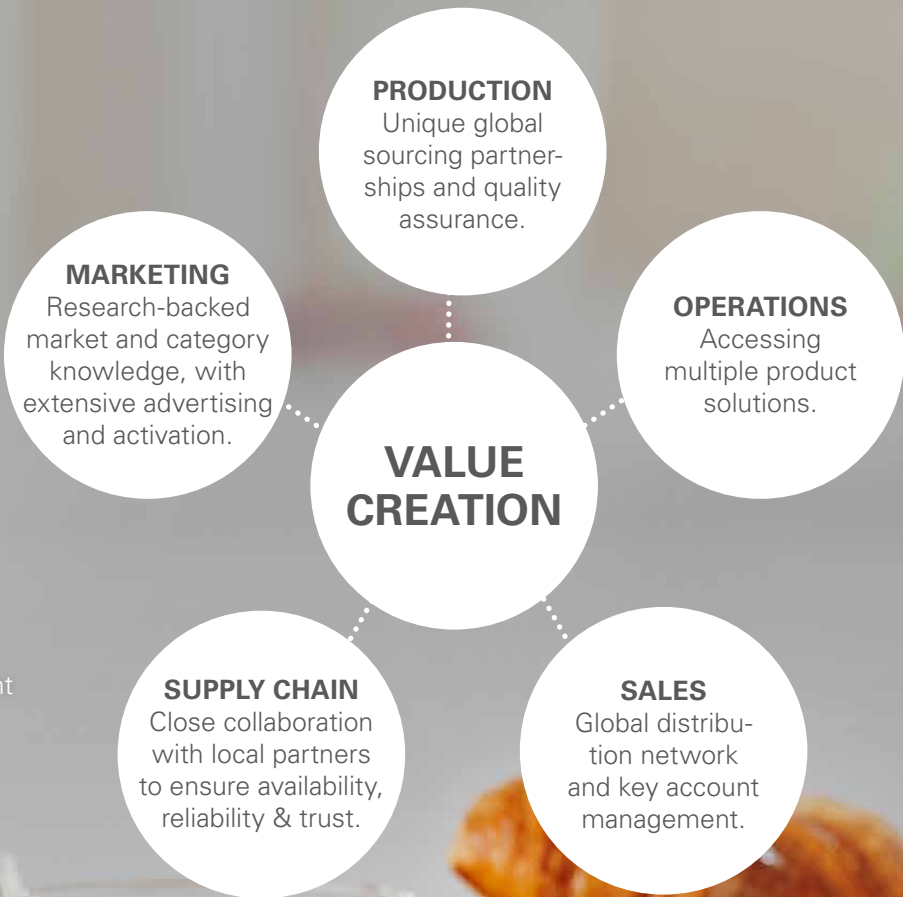 PRODUCTION
Unique global
sourcing partner-
ships and quality
assurance.
MARKETING
Research-backed
market and category
knowledge, with
extensive advertising
and activation.
OPERATIONS
Accessing
multiple product
solutions.
VALUE
CREATION
SUPPLY CHAIN
Close collaboration
with local partners
to ensure availability,
reliability & trust.
SALES
Global distribu-
tion network
and key account
management.